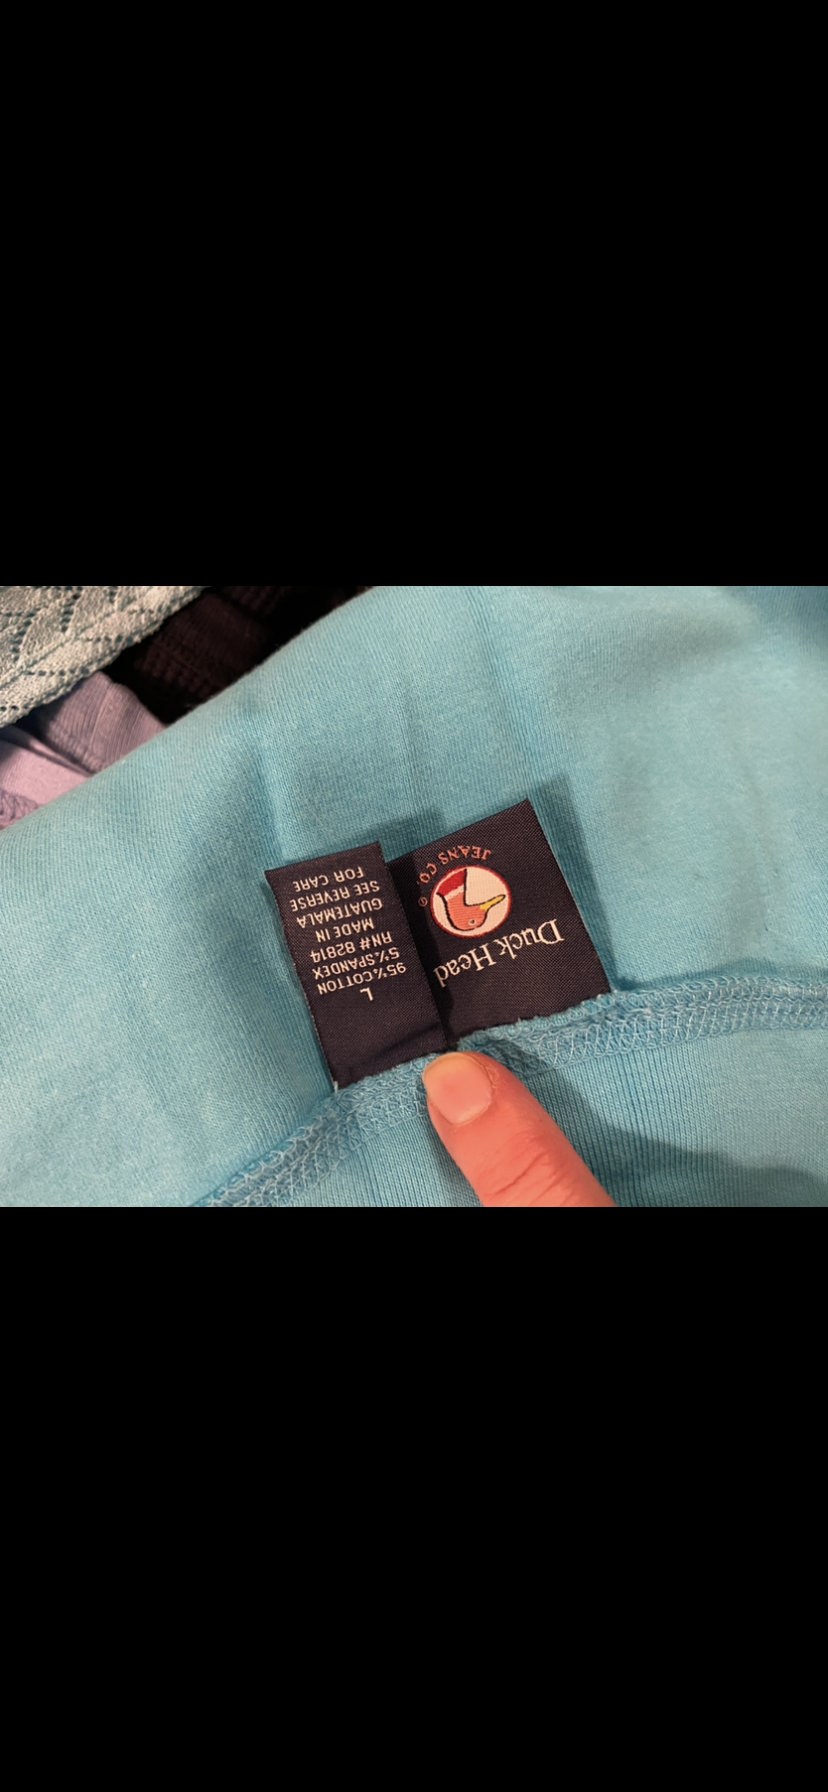 Duck Head
®
JEANS CO.
L
95%COTTON
5%SPANDEX
RN# 82814
MADE IN
GUATEMALA
SEE REVERSE
FOR CARE